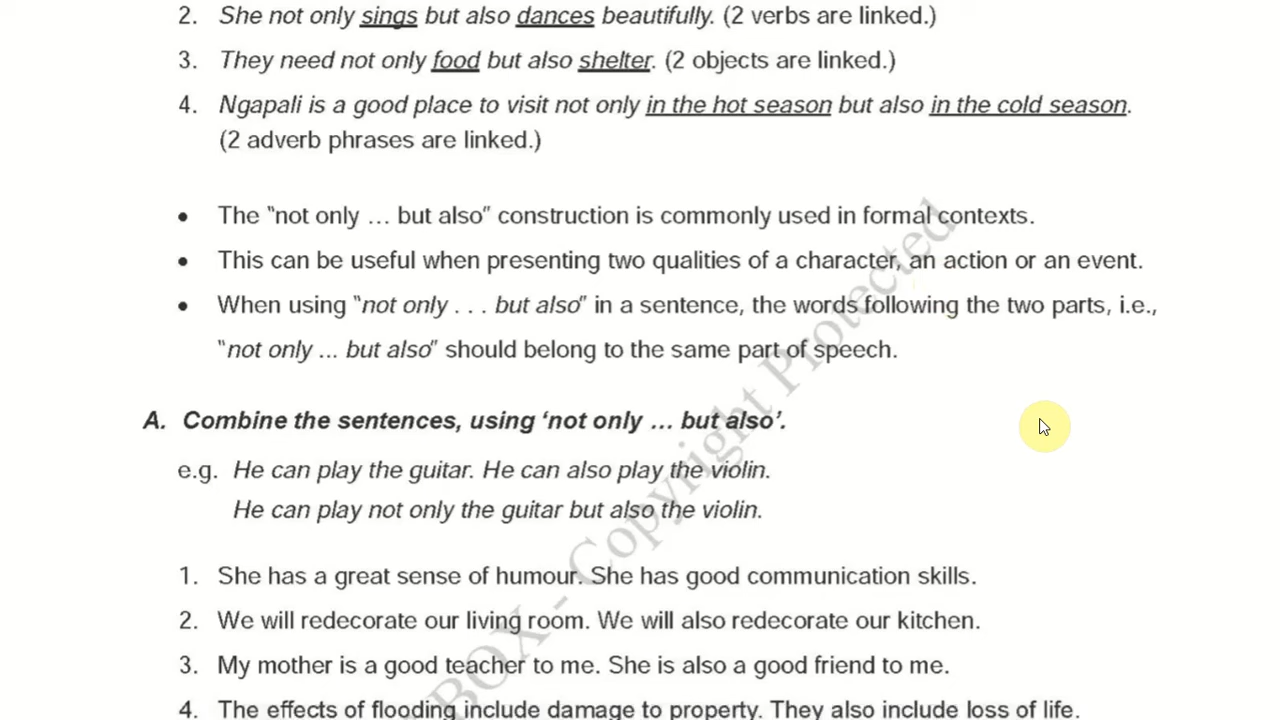 2. She not only sings but also dances beautifully. (2 verbs are linked.)
3. They need not only food but also shelter. (2 objects are linked.)
4. Ngapali is a good place to visit not only in the hot season but also in the cold season.
(2 adverb phrases are linked.)
• The "not only … but also" construction is commonly used in formal contexts.
• This can be useful when presenting two qualities of a character, an action or an event.
• When using "not only . . . but also" in a sentence, the words following the two parts, i.e.,
"not only ... but also" should belong to the same part of speech.
A. Combine the sentences, using 'not only … but also'.
e.g. He can play the guitar. He can also play the violin.
He can play not only the guitar but also the violin.
1. She has a great sense of humour. She has good communication skills.
2. We will redecorate our living room. We will also redecorate our kitchen.
3. My mother is a good teacher to me. She is also a good friend to me.
4. The effects of flooding include damage to property. They also include loss of life.
BOX - Copyright Protected